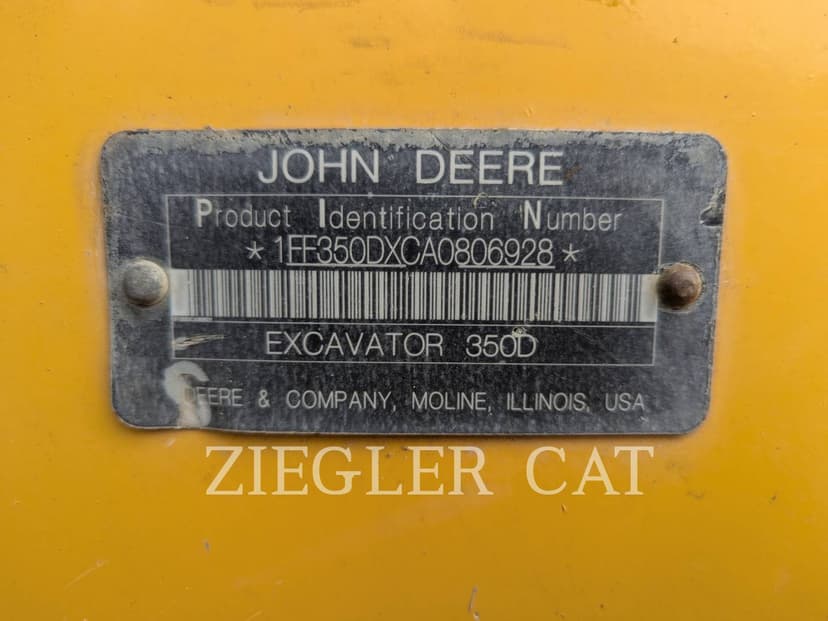 JOHN DEERE
Product Identification Number
*1FF350DXCA0806928*
EXCAVATOR 350D
DEERE & COMPANY, MOLINE, ILLINOIS, USA
ZIEGLER CAT